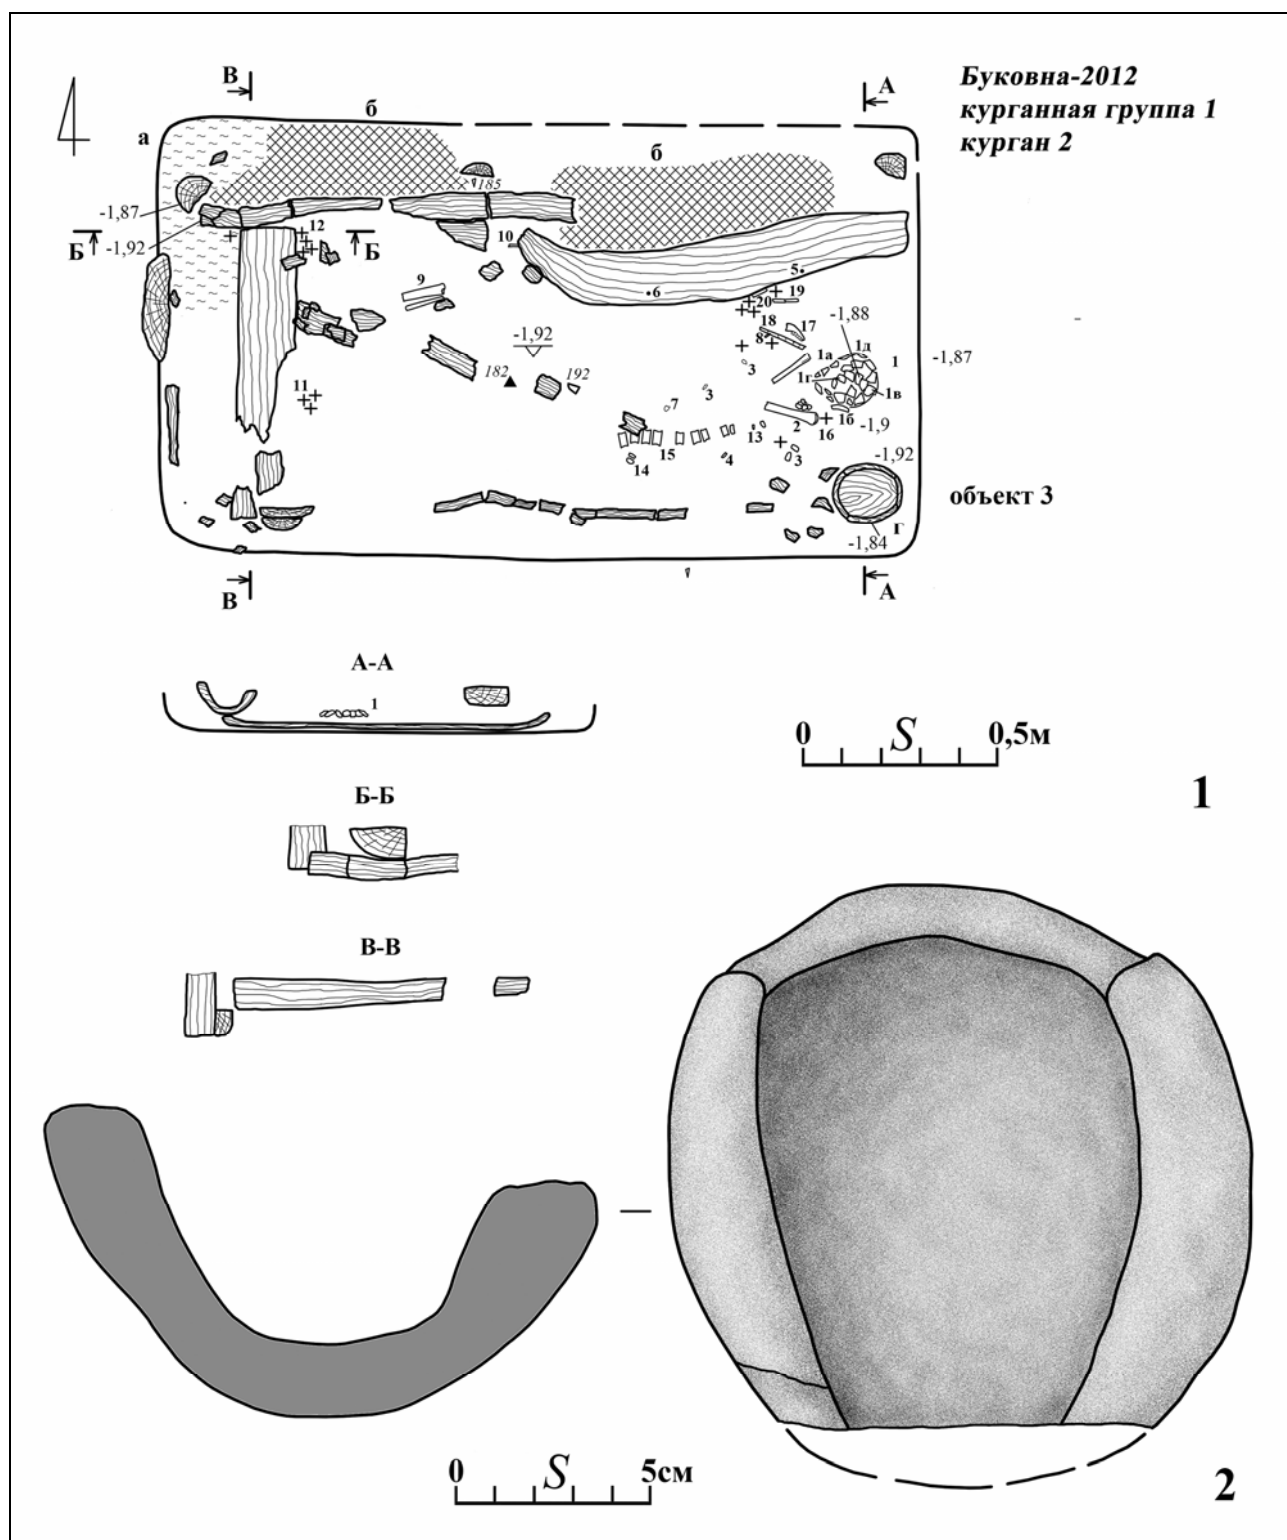 Буковна-2012
курганная группа 1
курган 2
В
А
б
а
б
185
-1,87
-1,92
12
Б
Б
10
5
6
19
20
9
18
17
-1,88
8
-1,92
1а
1д
1
-1,87
3
1г
182
192
3
1в
7
2
16
1б
-1,9
11
13
15
14
4
3
-1,92
объект 3
г
-1,84
В
А
А-А
1
0 S 0,5м
1
Б-Б
В-В
0 S 5см
2